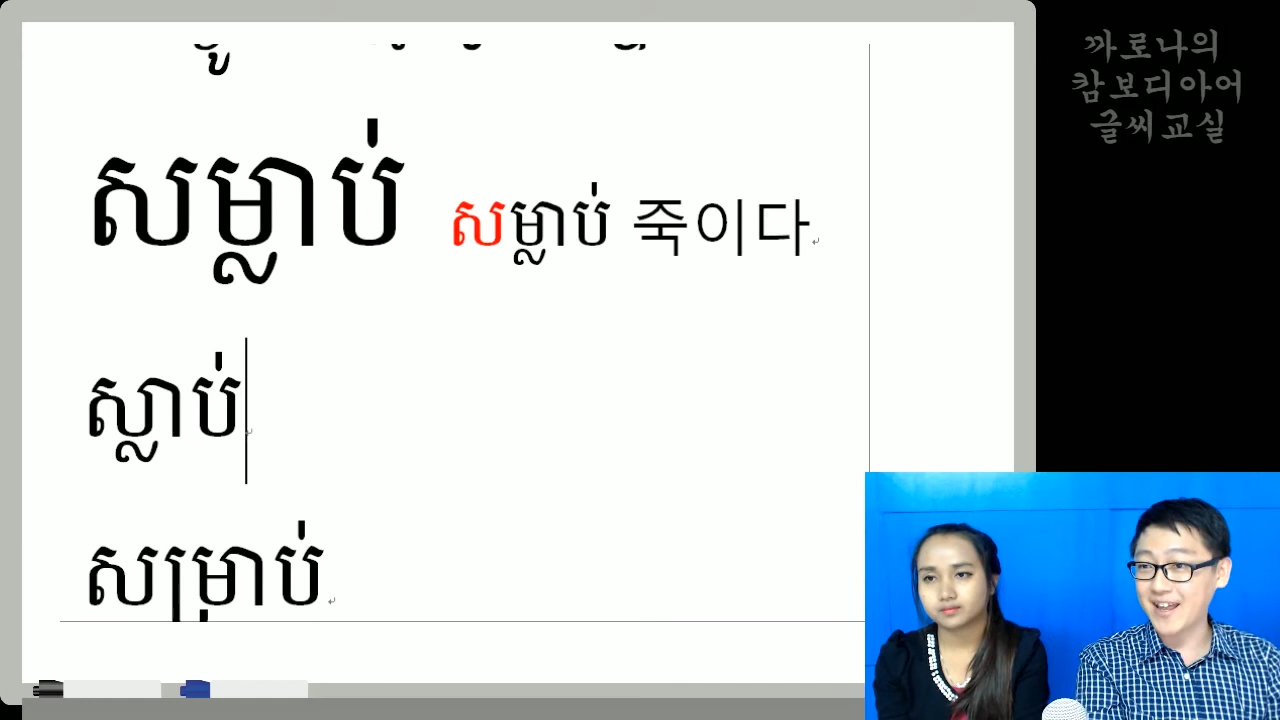 សម្លាប់ សម្លាប់ 죽이다
ស្លាប់
សម្រាប់
까로나의
캄보디아어
글씨교실